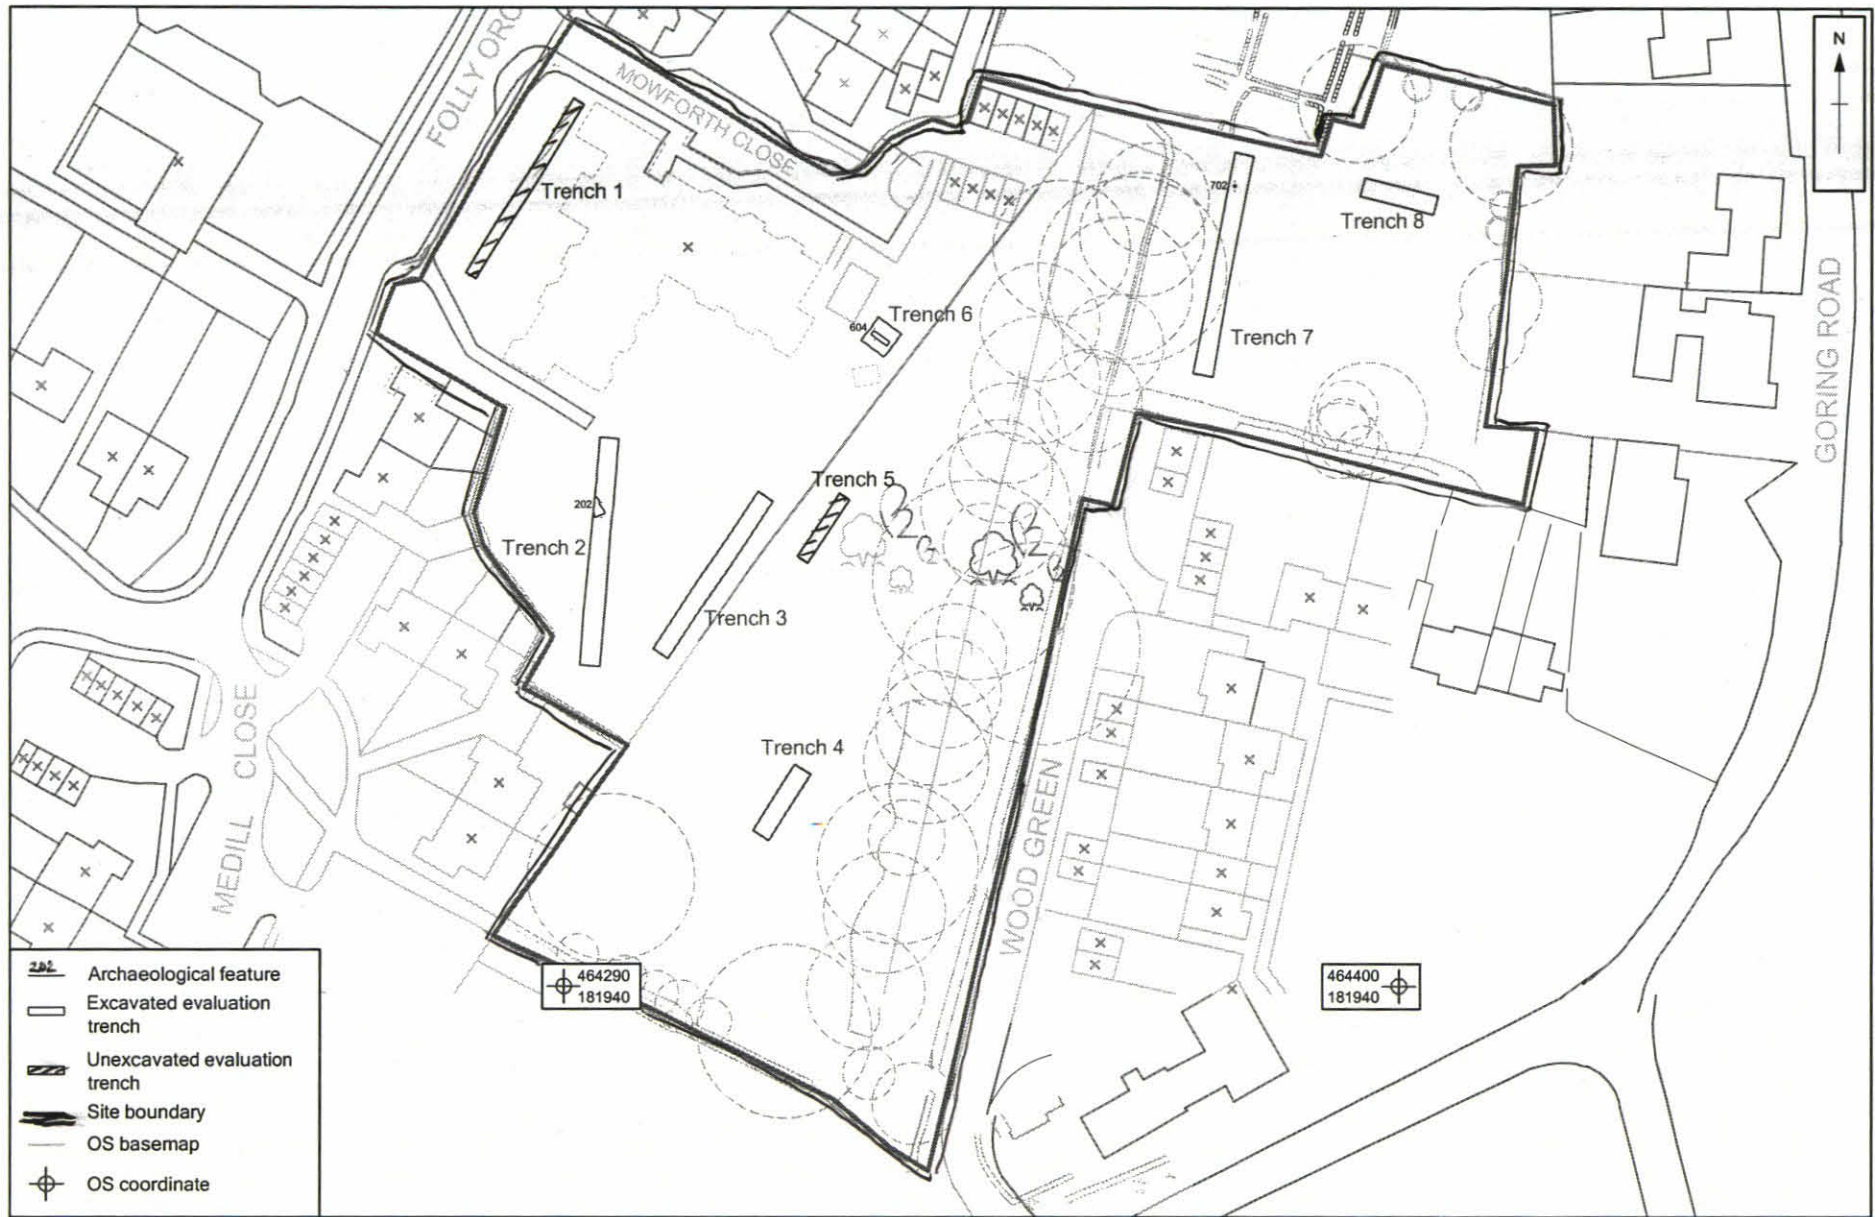 FOLLY ORC
MOWFORTH CLOSE
N
Trench 1
702
Trench 8
Trench 6
604
Trench 7
GORING ROAD
Trench 5
202
Trench 2
Trench 3
MEDILL CLOSE
Trench 4
WOOD GREEN
464290
181940
464400
181940
202 Archaeological feature
Excavated evaluation
trench
Unexcavated evaluation
trench
Site boundary
OS basemap
OS coordinate